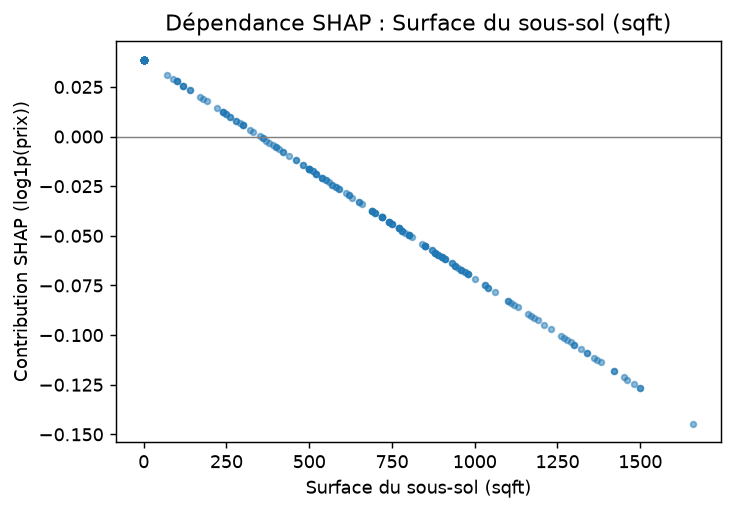 Dépendance SHAP : Surface du sous-sol (sqft)
Contribution SHAP (log1p(prix))
0.025
0.000
−0.025
−0.050
−0.075
−0.100
−0.125
−0.150
0 250 500 750 1000 1250 1500
Surface du sous-sol (sqft)